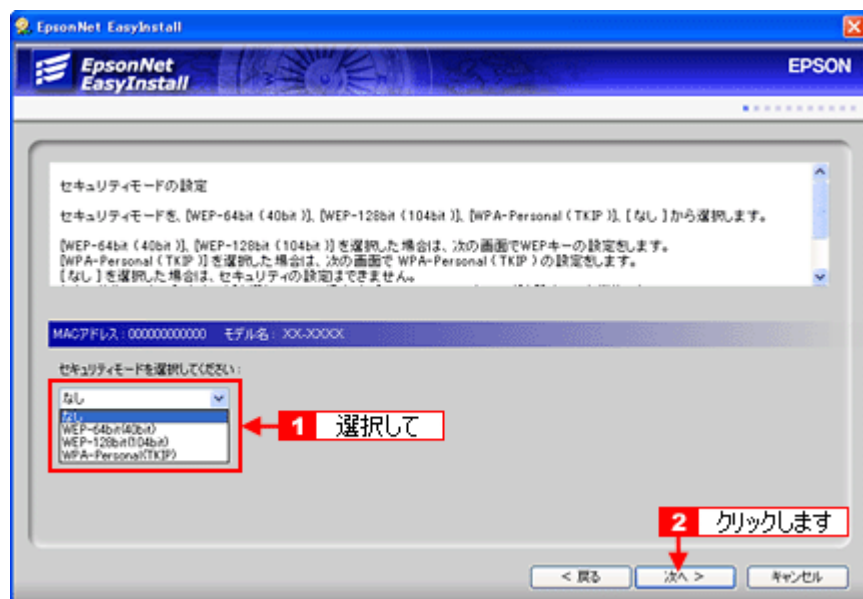 EpsonNet EasyInstall
EpsonNet
EasyInstall
EPSON
セキュリティモードの設定
セキュリティモードを、[WEP-64bit（40bit）]、[WEP-128bit（104bit）]、[WPA-Personal（TKIP）]、[なし]から選択します。
[WEP-64bit（40bit）]、[WEP-128bit（104bit）]を選択した場合は、次の画面でWEPキーの設定をします。
[WPA-Personal（TKIP）]を選択した場合は、次の画面で WPA-Personal（TKIP）の設定をします。
[なし]を選択した場合は、セキュリティの設定はできません。
MACアドレス：000000000000 モデル名：XX-XXXX
セキュリティモードを選択してください：
なし
なし
WEP-64bit(40bit)
WEP-128bit(104bit)
WPA-Personal(TKIP)
1 選択して
2 クリックします
< 戻る 次へ > キャンセル